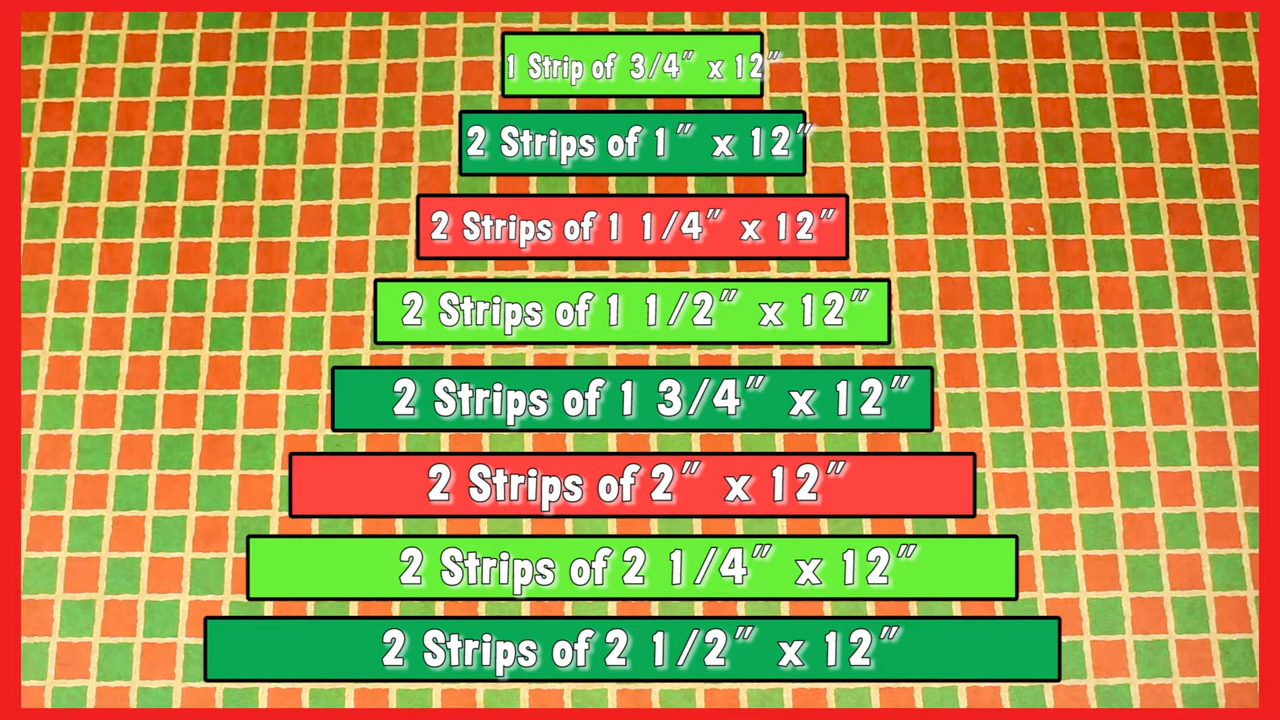 1 Strip of 3/4″ x 12″
2 Strips of 1″ x 12″
2 Strips of 1 1/4″ x 12″
2 Strips of 1 1/2″ x 12″
2 Strips of 1 3/4″ x 12″
2 Strips of 2″ x 12″
2 Strips of 2 1/4″ x 12″
2 Strips of 2 1/2″ x 12″